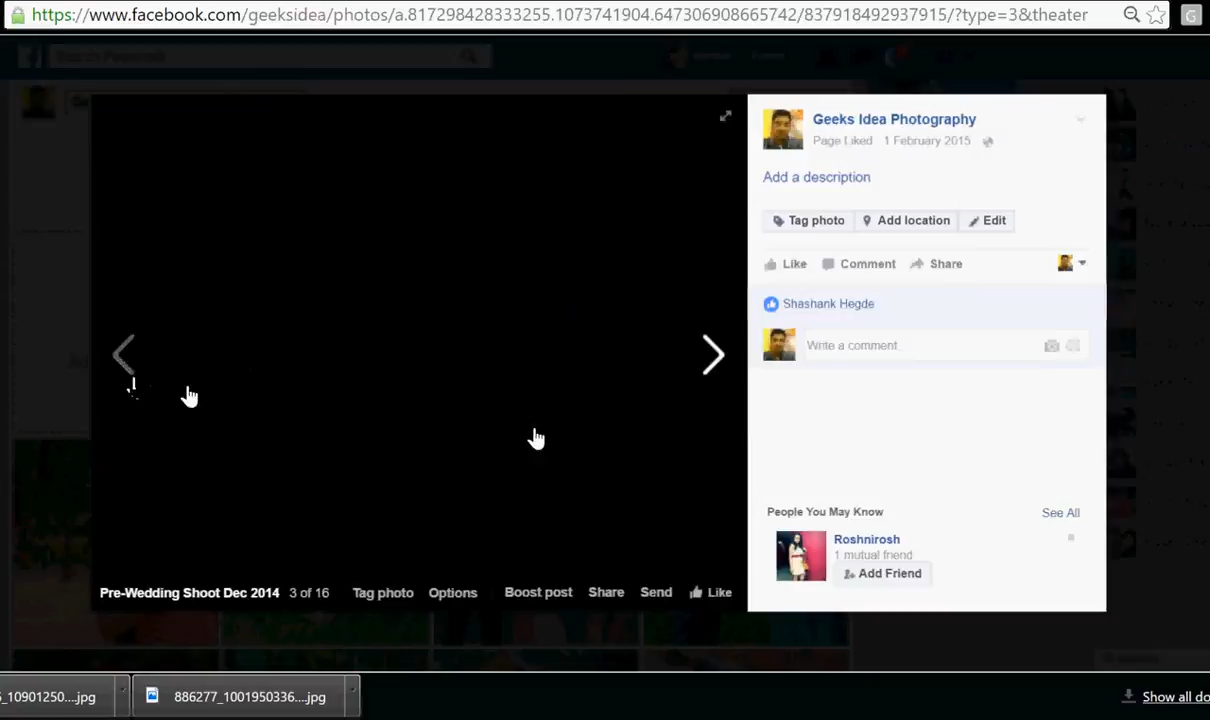 https://www.facebook.com/geeksidea/photos/a.817298428333255.1073741904.647306908665742/837918492937915/?type=3&theater
G
Geeks Idea Photography
Page Liked 1 February 2015
Add a description
Tag photo Add location Edit
Like Comment Share
Shashank Hegde
Write a comment
People You May Know See All
Roshnirosh
1 mutual friend
Add Friend
Pre-Wedding Shoot Dec 2014 3 of 16 Tag photo Options Boost post Share Send Like
_10901250....jpg 886277_1001950336....jpg Show all do